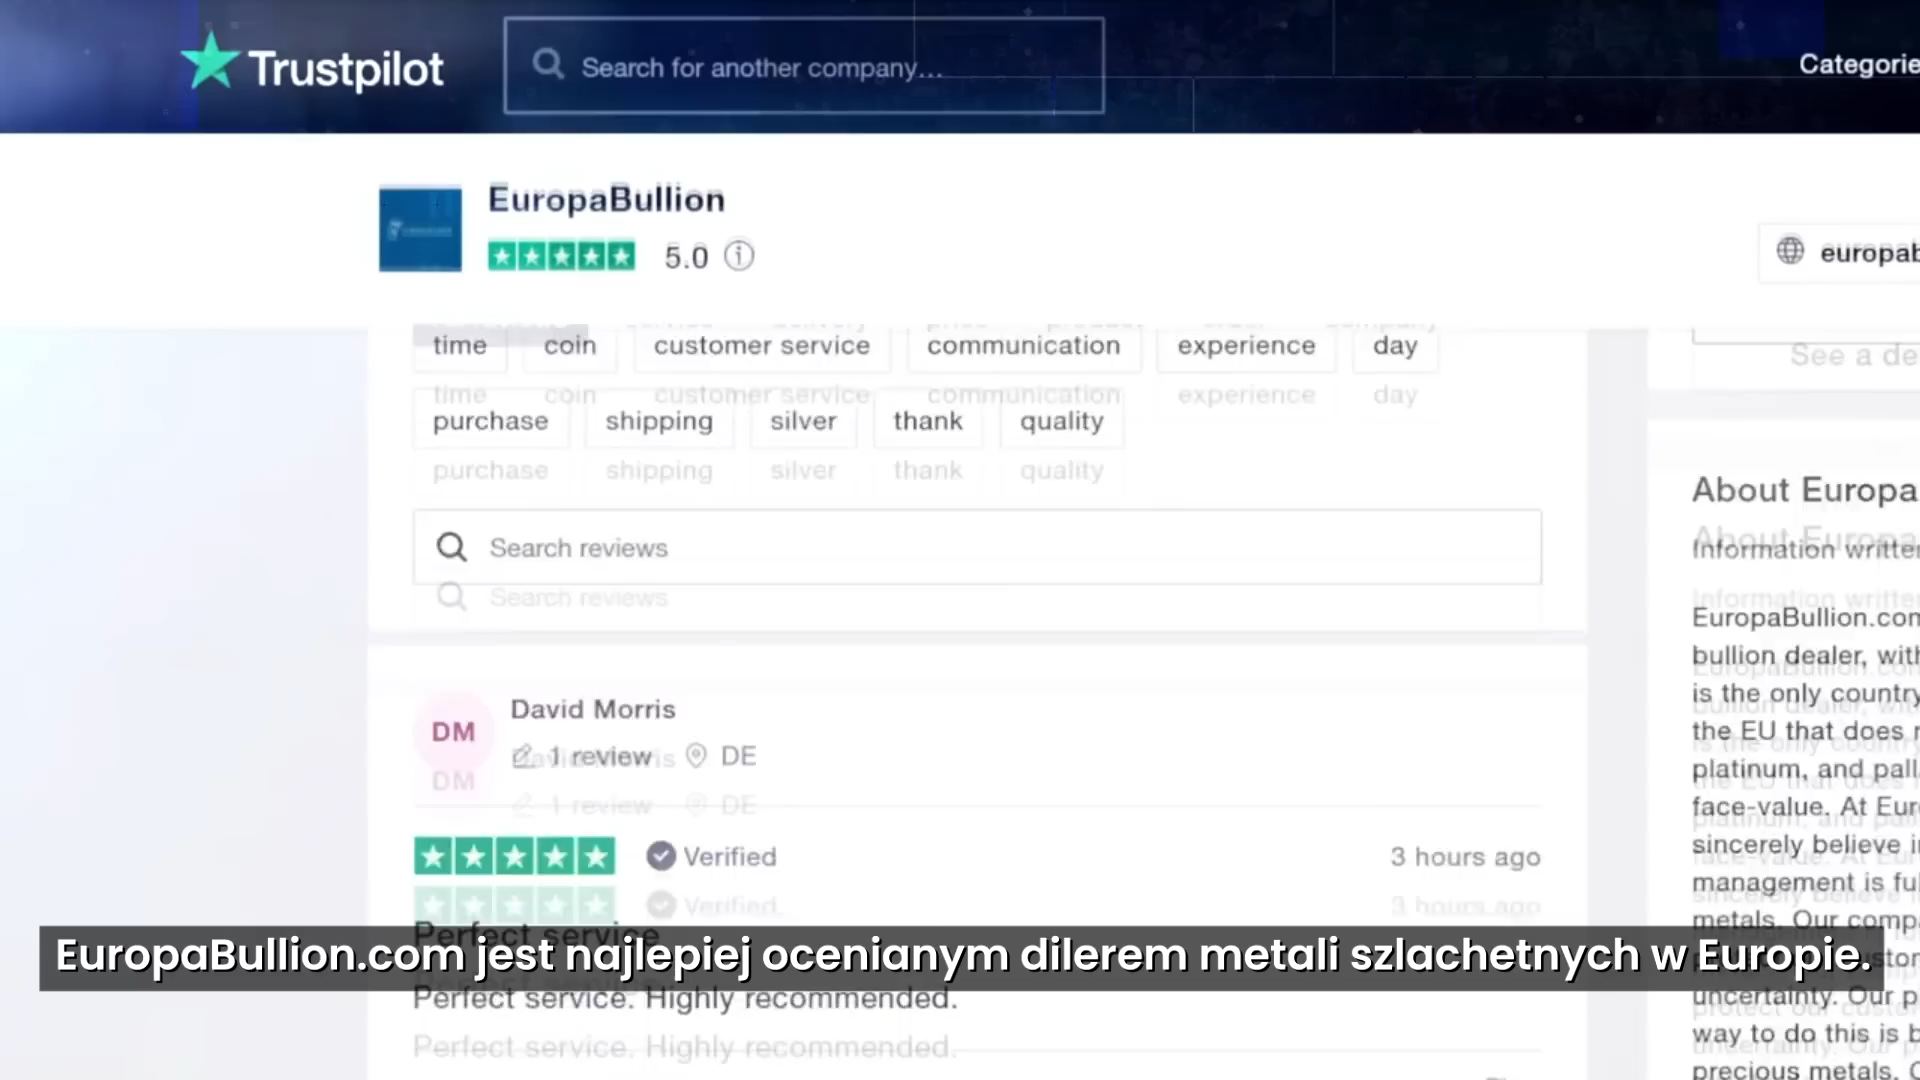 Trustpilot
Search for another company...
Categorie
EuropaBullion
5.0
europab
time coin customer service communication experience day
See a de
purchase shipping silver thank quality
About Europa
Information writte
Search reviews
EuropaBullion.com
bullion dealer, with
is the only country
the EU that does
platinum, and pall
face-value. At Eur
sincerely believe i
management is ful
metals. Our comp
uncertainty. Our p
way to do this is b
precious metals.
DM
David Morris
1 review DE
Verified
3 hours ago
Perfect service
Perfect service. Highly recommended.
EuropaBullion.com jest najlepiej ocenianym dilerem metali szlachetnych w Europie.